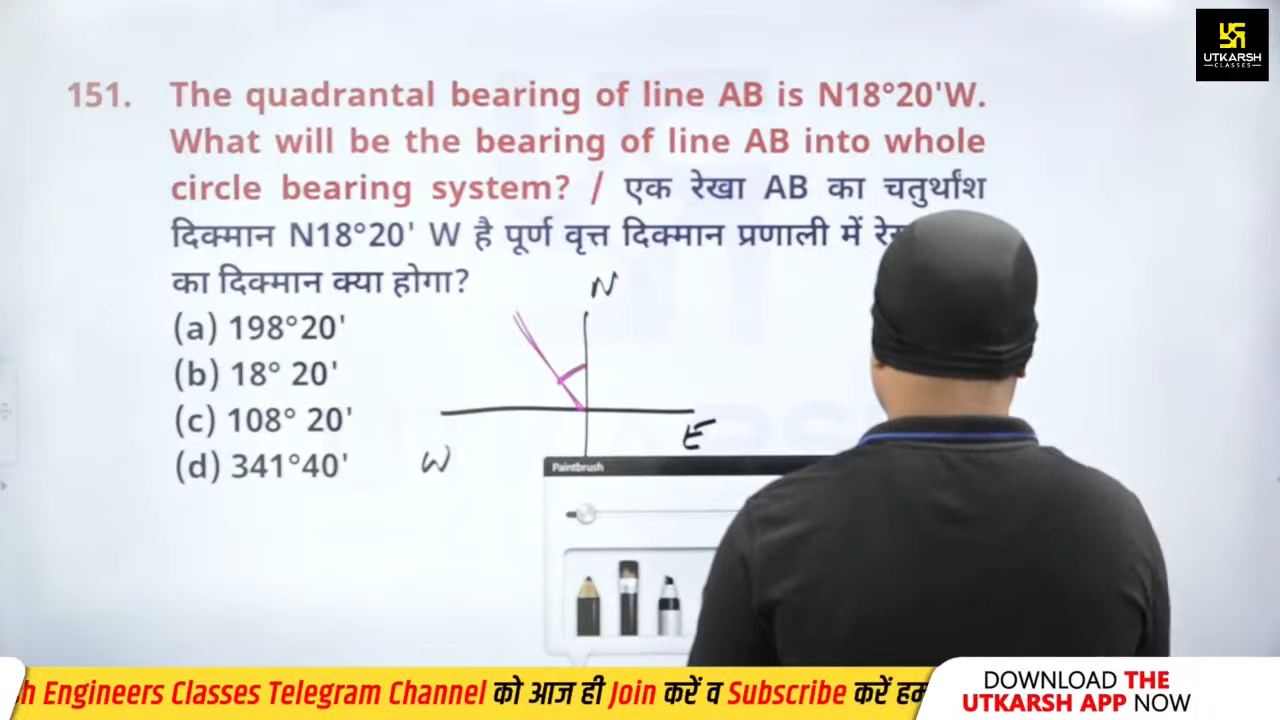 UTKARSH
CLASSES
151. The quadrantal bearing of line AB is N18°20'W.
What will be the bearing of line AB into whole
circle bearing system? / एक रेखा AB का चतुर्थांश
दिक्मान N18°20' W है पूर्ण वृत्त दिक्मान प्रणाली में
का दिक्मान क्या होगा?
N
(a) 198°20'
(b) 18° 20'
(c) 108° 20'
E
(d) 341°40'
W
Paintbrush
Engineers Classes Telegram Channel को आज ही Join करें व Subscribe करें
DOWNLOAD THE
UTKARSH APP NOW